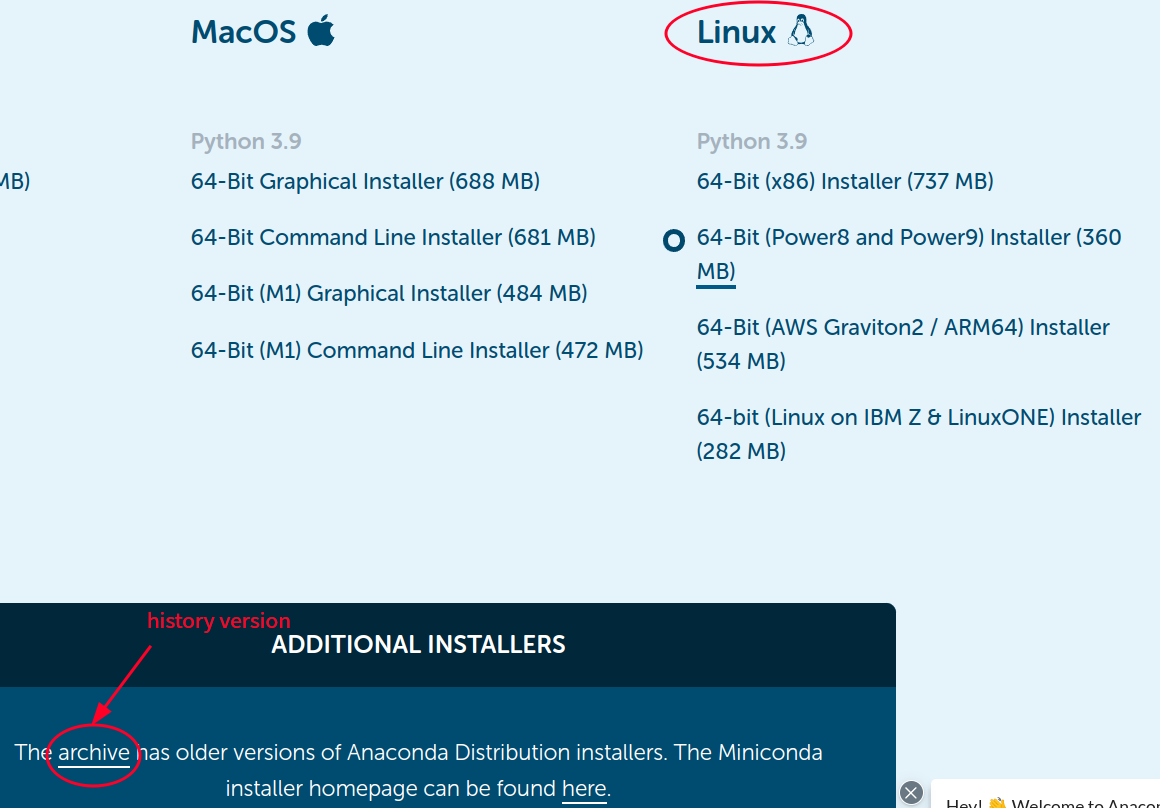 MacOS
Linux
MB)
Python 3.9
64-Bit Graphical Installer (688 MB)
64-Bit Command Line Installer (681 MB)
64-Bit (M1) Graphical Installer (484 MB)
64-Bit (M1) Command Line Installer (472 MB)
Python 3.9
64-Bit (x86) Installer (737 MB)
64-Bit (Power8 and Power9) Installer (360
MB)
64-Bit (AWS Graviton2 / ARM64) Installer
(534 MB)
64-bit (Linux on IBM Z & LinuxONE) Installer
(282 MB)
history version
ADDITIONAL INSTALLERS
The archive has older versions of Anaconda Distribution installers. The Miniconda
installer homepage can be found here.
Hey! 👋 Welcome to Anacon